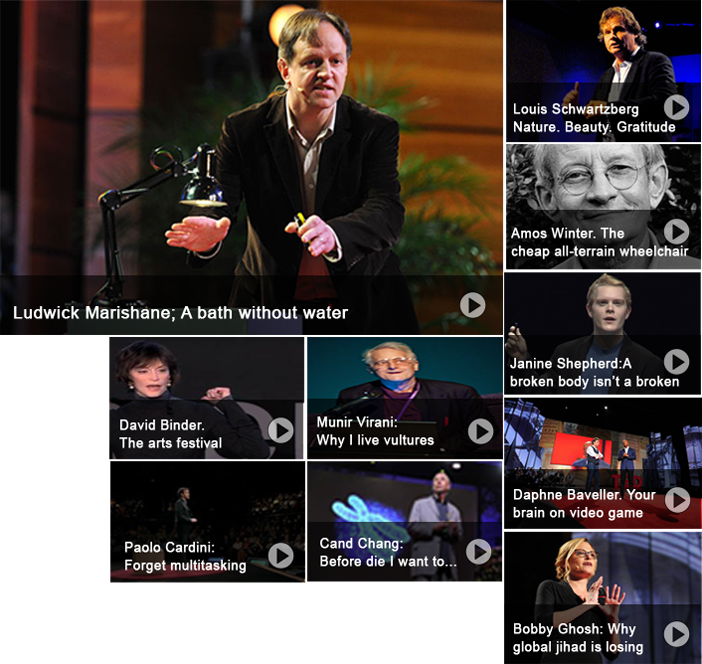 Ludwick Marishane; A bath without water
Louis Schwartzberg
Nature. Beauty. Gratitude
Amos Winter. The
cheap all-terrain wheelchair
Janine Shepherd:A
broken body isn't a broken
David Binder.
The arts festival
Munir Virani:
Why I live vultures
Daphne Baveller. Your
brain on video game
Paolo Cardini:
Forget multitasking
Cand Chang:
Before die I want to...
Bobby Ghosh: Why
global jihad is losing